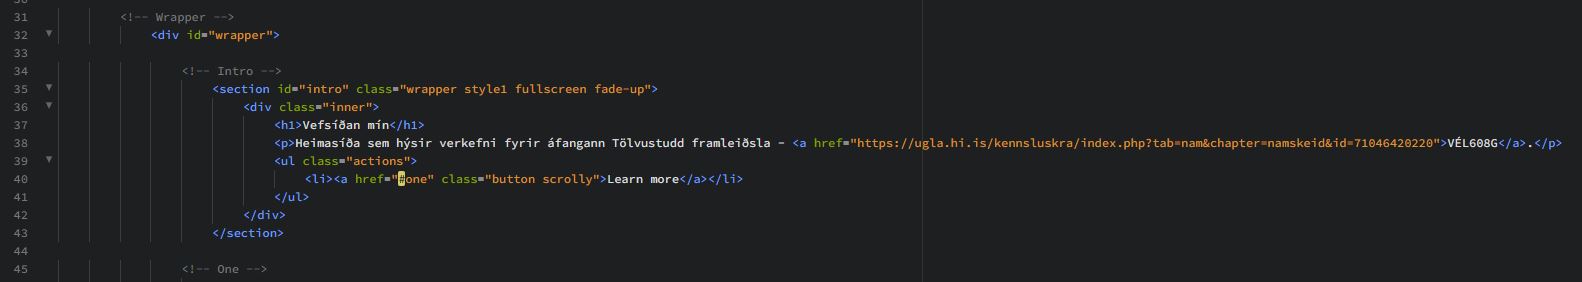 31 <!-- Wrapper -->
32 <div id="wrapper">
33
34 <!-- Intro -->
35 <section id="intro" class="wrapper style1 fullscreen fade-up">
36 <div class="inner">
37 <h1>Vefsíðan mín</h1>
38 <p>Heimasíða sem hýsir verkefni fyrir áfangann Tölvustudd framleiðsla - <a href="https://ugla.hi.is/kennsluskra/index.php?tab=nam&chapter=namskeid&id=71046420220">VÉL608G</a>.</p>
39 <ul class="actions">
40 <li><a href="#one" class="button scrolly">Learn more</a></li>
41 </ul>
42 </div>
43 </section>
44
45 <!-- One -->